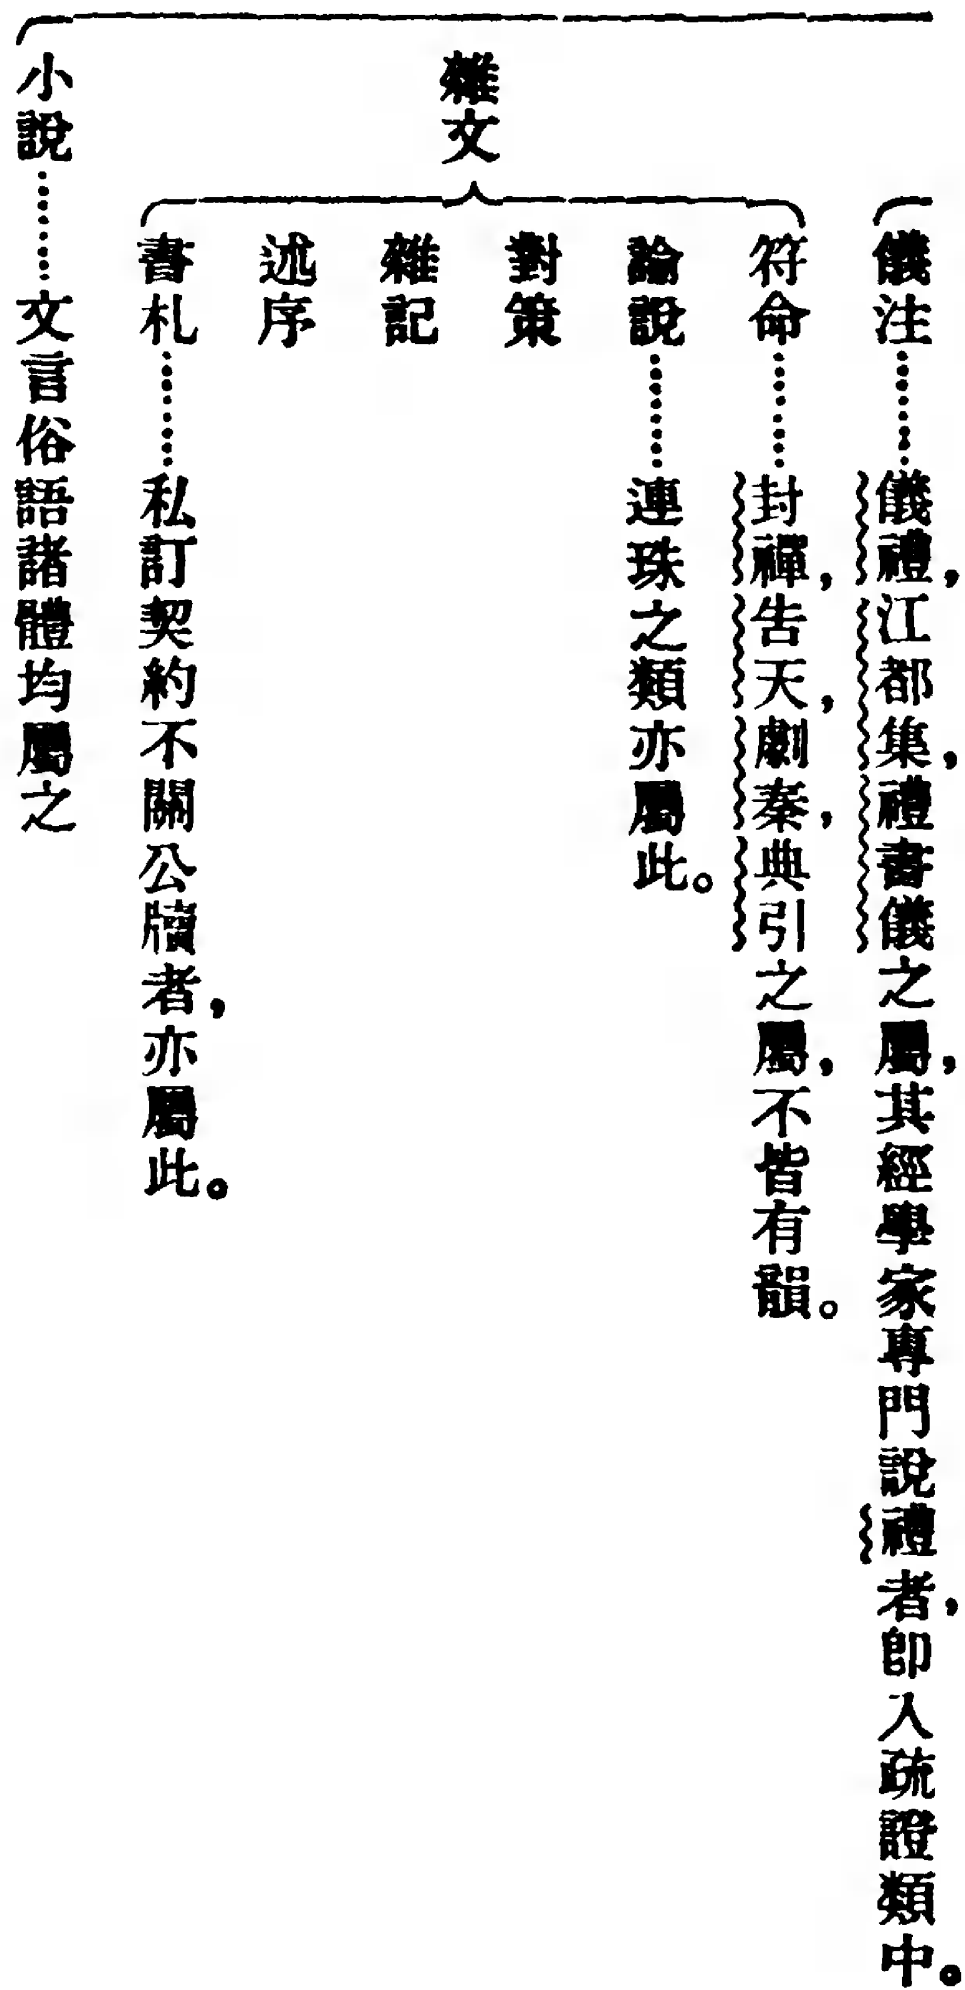 儀注⋯⋯儀禮，江都集，禮書儀之屬，其經學家專門說禮者，卽入疏證類中。
雜文
符命⋯⋯封禪，告天，劇秦，典引之屬，不皆有韻。
論說⋯⋯連珠之類亦屬此。
對策
雜記
述序
書札⋯⋯私訂契約不關公牘者，亦屬此。
小說⋯⋯文言俗語諸體均屬之